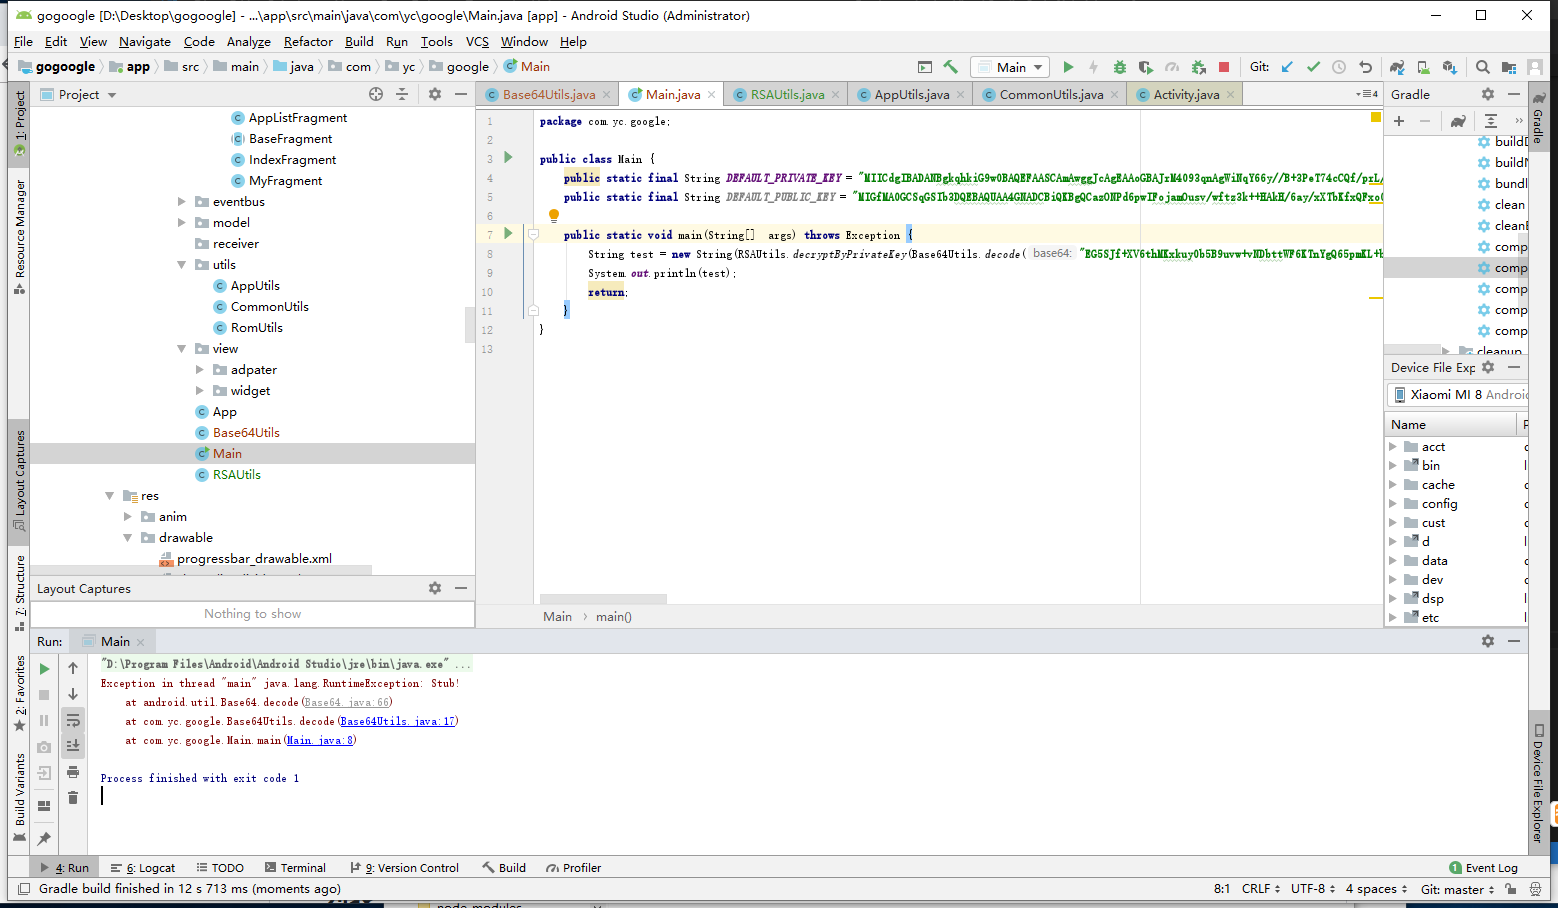 gogoogle [D:\Desktop\gogoogle] - ...\app\src\main\java\com\yc\google\Main.java [app] - Android Studio (Administrator)
File Edit View Navigate Code Analyze Refactor Build Run Tools VCS Window Help
gogoogle app src main java com yc google Main
Main
Git:
1: Project
Resource Manager
Layout Captures
7: Structure
2: Favorites
Build Variants
Project
AppListFragment
BaseFragment
IndexFragment
MyFragment
eventbus
model
receiver
utils
AppUtils
CommonUtils
RomUtils
view
adpater
widget
App
Base64Utils
Main
RSAUtils
res
anim
drawable
progressbar_drawable.xml
Layout Captures
Nothing to show
Base64Utils.java Main.java RSAUtils.java AppUtils.java CommonUtils.java Activity.java
4
1 package com.yc.google;
2
3 public class Main {
4 public static final String DEFAULT_PRIVATE_KEY = "MIICdgIBADANBgkqhkiG9w0BAQEFAASCAmAwggJcAgEAAoGBAJrM4093qnAgWiNqY66y//B+3PeT74cCQf/prL/
5 public static final String DEFAULT_PUBLIC_KEY = "MIGfMA0GCSqGSIb3DQEBAQUAA4GNADCBiQKBgQCazONPd6pwIFojamOusv/wftz3k++HAkH/6ay/xXTbKfxQFxo
6
7 public static void main(String[] args) throws Exception {
8 String test = new String(RSAUtils.decryptByPrivateKey(Base64Utils.decode( base64: "EG5SJf+XV6thMKxkuyOb5B9uvw+vNDbttWF6KTnYgQ65pmKL+
9 System.out.println(test);
10 return;
11 }
12 }
13
Main main()
Gradle
buildD
buildN
bundl
clean
cleanE
comp
comp
comp
comp
comp
cleanup
Device File Exp
Xiaomi MI 8 Androi
Name
acct
bin
cache
config
cust
d
data
dev
dsp
etc
Gradle
Device File Explorer
Run: Main
"D:\Program Files\Android\Android Studio\jre\bin\java.exe" ...
Exception in thread "main" java.lang.RuntimeException: Stub!
at android.util.Base64.decode(Base64.java:66)
at com.yc.google.Base64Utils.decode(Base64Utils.java:17)
at com.yc.google.Main.main(Main.java:8)
Process finished with exit code 1
4: Run 6: Logcat TODO Terminal 9: Version Control Build Profiler
1 Event Log
Gradle build finished in 12 s 713 ms (moments ago)
8:1 CRLF UTF-8 4 spaces Git: master